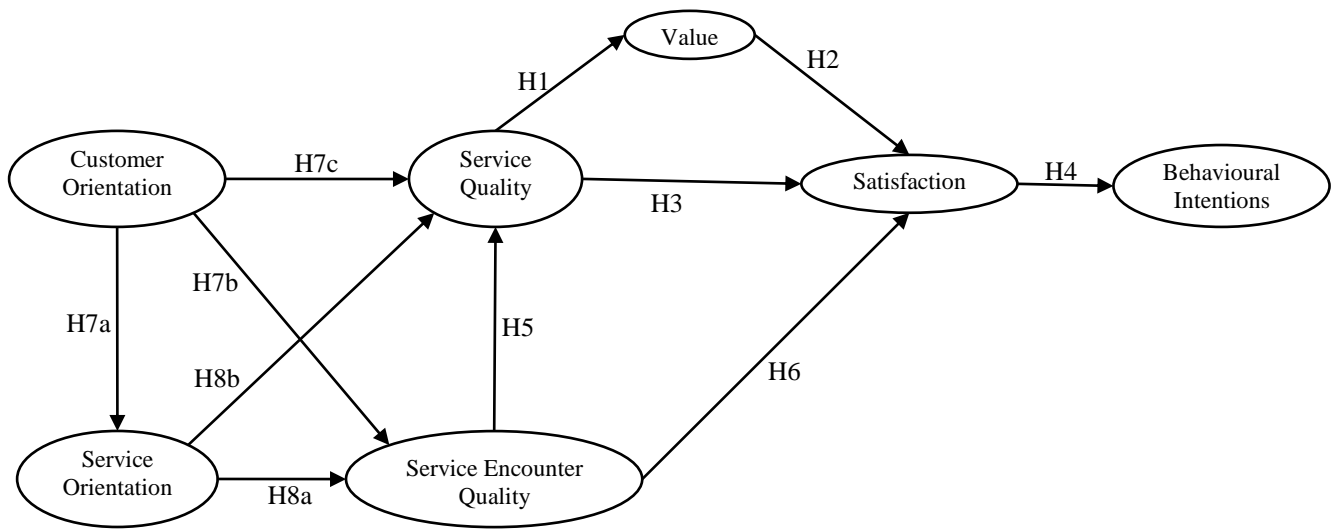 Value
H1
H2
Customer
Orientation
H7c
Service
Quality
H3
Satisfaction
H4
Behavioural
Intentions
H7b
H7a
H5
H8b
H6
Service
Orientation
H8a
Service Encounter
Quality